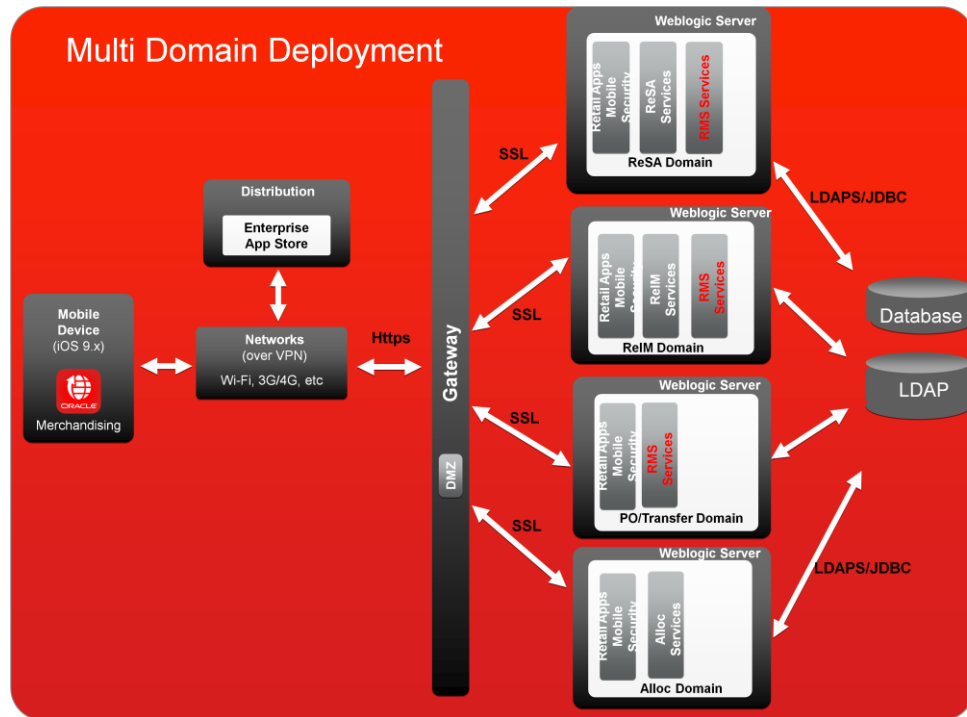 Multi Domain Deployment
Distribution
Enterprise
App Store
Mobile
Device
(iOS 9.x)
ORACLE
Merchandising
Networks
(over VPN)
Wi-Fi, 3G/4G, etc
Https
Gateway
DMZ
SSL
SSL
SSL
SSL
Weblogic Server
Retail Apps
Mobile
Security
ReSA
Services
RMS Services
ReSA Domain
Weblogic Server
Retail Apps
Mobile
Security
ReIM
Services
RMS
Services
ReIM Domain
Weblogic Server
Retail Apps
Mobile
Security
RMS
Services
PO/Transfer Domain
Weblogic Server
Retail Apps
Mobile
Security
Alloc
Services
Alloc Domain
LDAPS/JDBC
Database
LDAP
LDAPS/JDBC